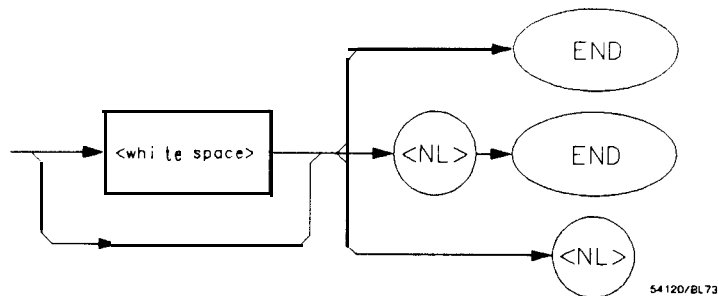 END
<white space>
<NL>
END
<NL>
54120/BL73